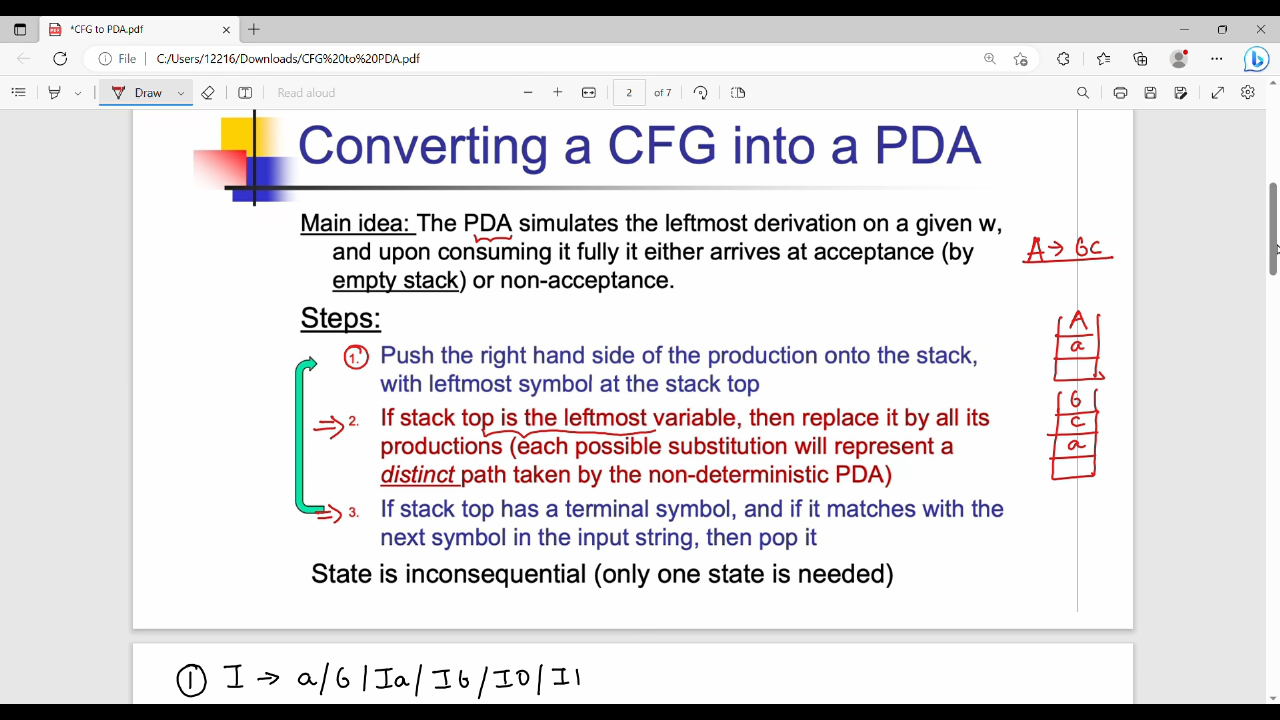 *CFG to PDA.pdf
File C:/Users/12216/Downloads/CFG%20to%20PDA.pdf
Draw Read aloud 2 of 7
Converting a CFG into a PDA
Main idea: The PDA simulates the leftmost derivation on a given w,
and upon consuming it fully it either arrives at acceptance (by
empty stack) or non-acceptance.
A → GC
Steps:
1. Push the right hand side of the production onto the stack,
with leftmost symbol at the stack top
2. If stack top is the leftmost variable, then replace it by all its
productions (each possible substitution will represent a
distinct path taken by the non-deterministic PDA)
3. If stack top has a terminal symbol, and if it matches with the
next symbol in the input string, then pop it
A
a
G
C
a
State is inconsequential (only one state is needed)
① I → a/G|Ia/IG/I0/I1